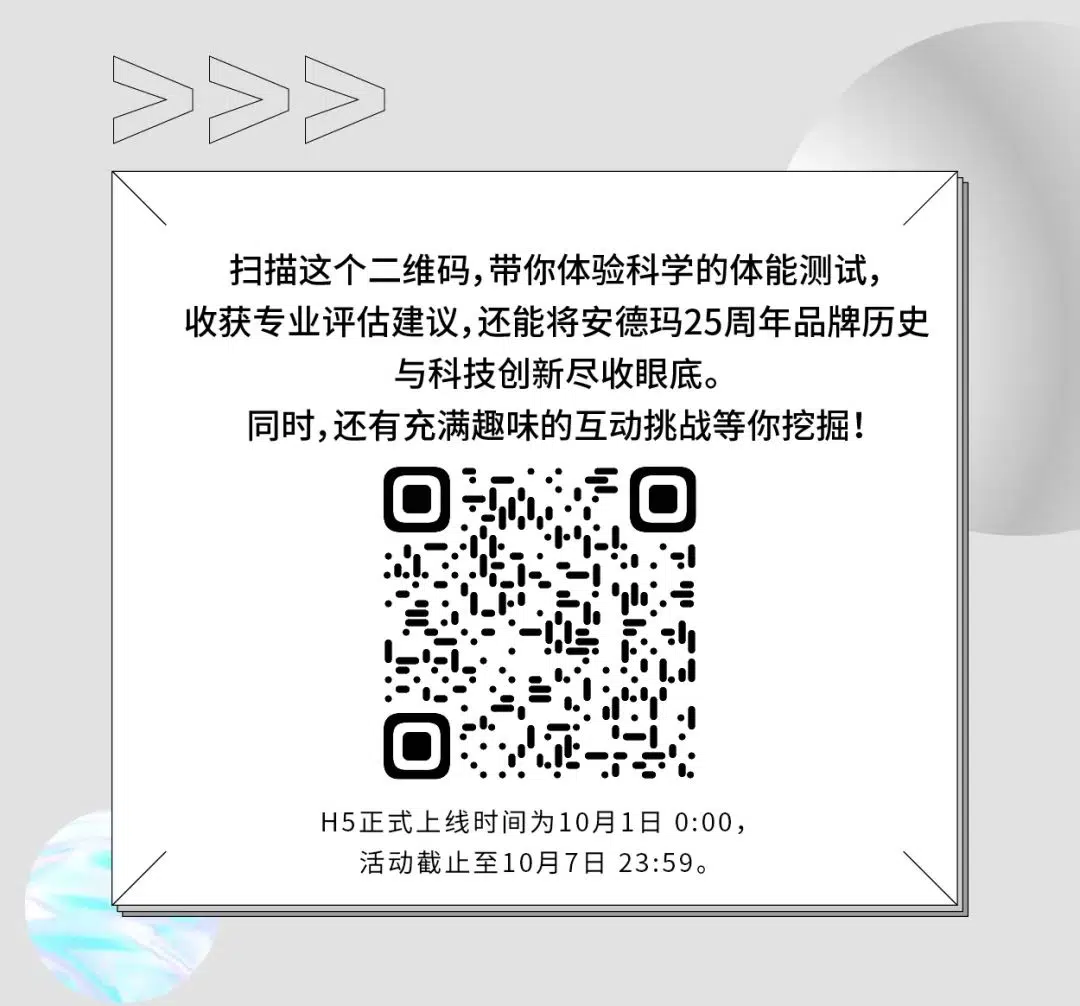 扫描这个二维码，带你体验科学的体能测试，
收获专业评估建议，还能将安德玛25周年品牌历史
与科技创新尽收眼底。
同时，还有充满趣味的互动挑战等你挖掘！
H5正式上线时间为10月1日 0:00，
活动截止至10月7日 23:59。